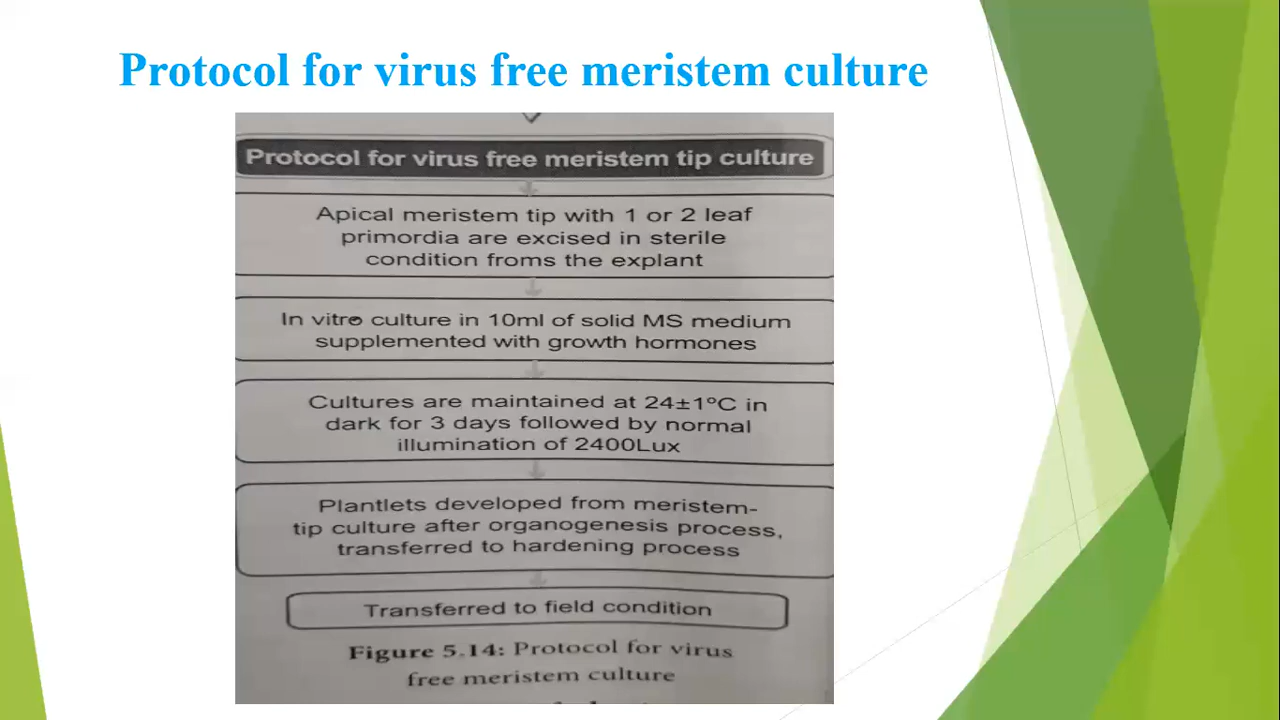 Protocol for virus free meristem culture
Protocol for virus free meristem tip culture
Apical meristem tip with 1 or 2 leaf
primordia are excised in sterile
condition froms the explant
In vitro culture in 10ml of solid MS medium
supplemented with growth hormones
Cultures are maintained at 24±1°C in
dark for 3 days followed by normal
illumination of 2400Lux
Plantlets developed from meristem-
tip culture after organogenesis process,
transferred to hardening process
Transferred to field condition
Figure 5.14: Protocol for virus
free meristem culture